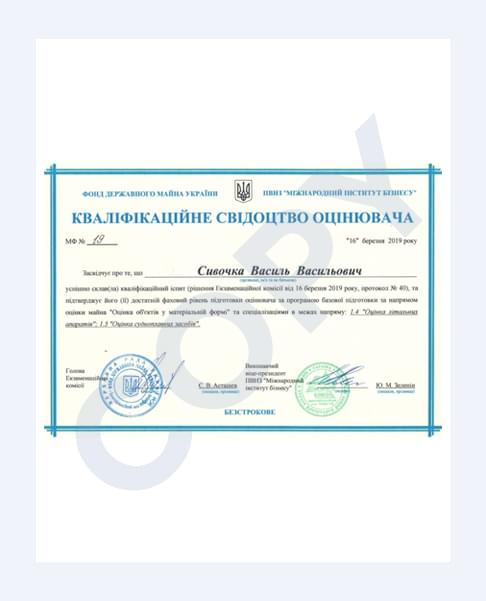 ФОНД ДЕРЖАВНОГО МАЙНА УКРАЇНИ
ПВНЗ "МІЖНАРОДНИЙ ІНСТИТУТ БІЗНЕСУ"
КВАЛІФІКАЦІЙНЕ СВІДОЦТВО ОЦІНЮВАЧА
МФ № 19
"16" березня 2019 року
Засвідчує про те, що Сивочка Василь Васильович
(прізвище, ім'я та по батькові)
успішно склав(ла) кваліфікаційний іспит (рішення Екзаменаційної комісії від 16 березня 2019 року, протокол № 40), та
підтверджує його (її) достатній фаховий рівень підготовки оцінювача за програмою базової підготовки за напрямом
оцінки майна "Оцінка об'єктів у матеріальній формі" та спеціалізаціями в межах напряму: 1.4 "Оцінка літальних
апаратів"; 1.5 "Оцінка судноплавних засобів".
Голова
Екзаменаційної
комісії
С. В. Асташев
(ініціали, прізвище)
Виконавчий
віце-президент
ПВНЗ "Міжнародний
інститут бізнесу"
Ю. М. Зелиnін
(ініціали, прізвище)
БЕЗСТРОКОВЕ
COPY